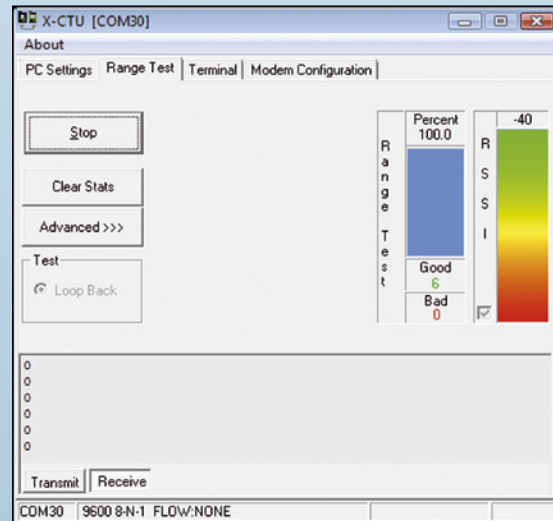 X-CTU [COM30]
About
PC Settings Range Test Terminal Modem Configuration
Stop
Clear Stats
Advanced >>>
Test
Loop Back
Range Test
Percent
100.0
Good
6
Bad
0
RSSI
-40
0
0
0
0
0
0
Transmit Receive
COM30 9600 8-N-1 FLOW:NONE